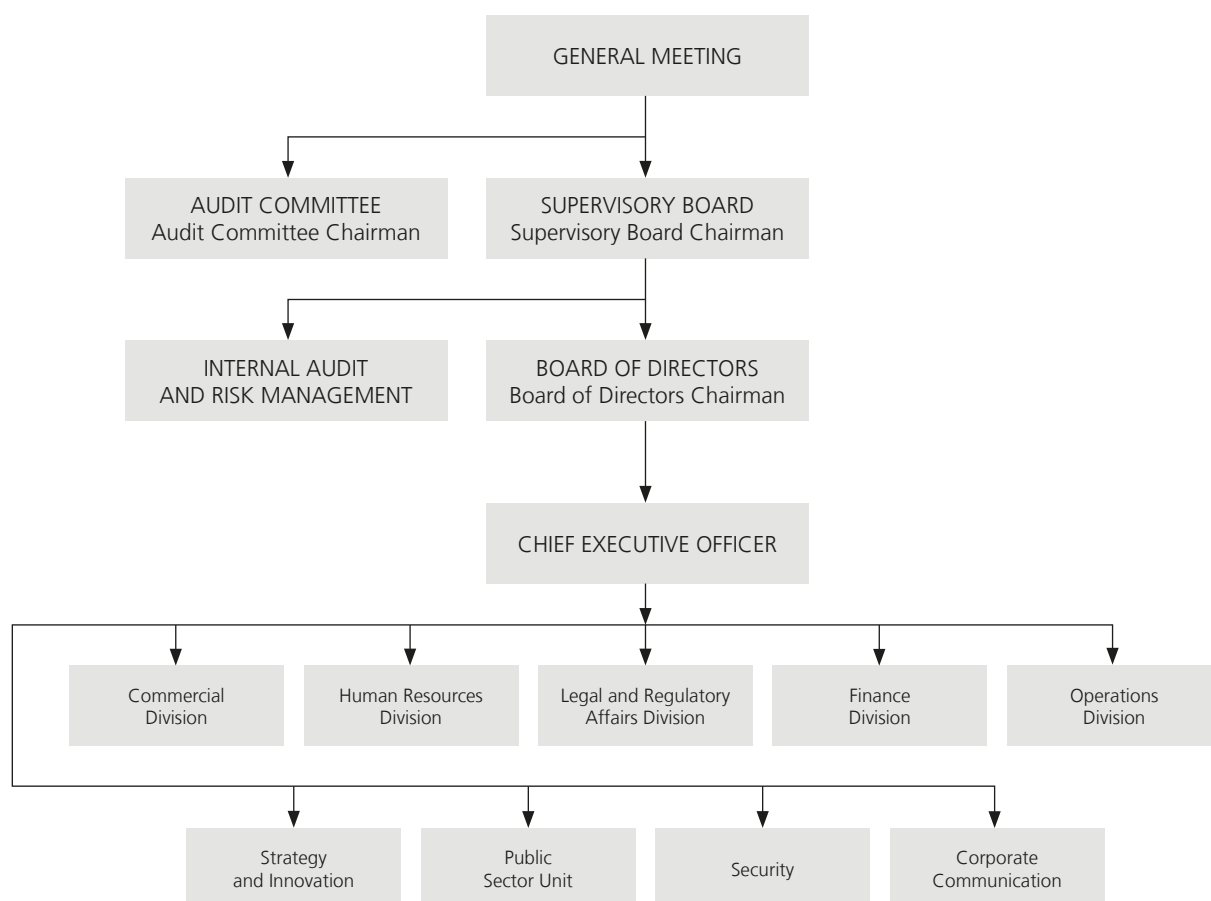 GENERAL MEETING
AUDIT COMMITTEE
Audit Committee Chairman
SUPERVISORY BOARD
Supervisory Board Chairman
INTERNAL AUDIT
AND RISK MANAGEMENT
BOARD OF DIRECTORS
Board of Directors Chairman
CHIEF EXECUTIVE OFFICER
Commercial
Division
Human Resources
Division
Legal and Regulatory
Affairs Division
Finance
Division
Operations
Division
Strategy
and Innovation
Public
Sector Unit
Security
Corporate
Communication